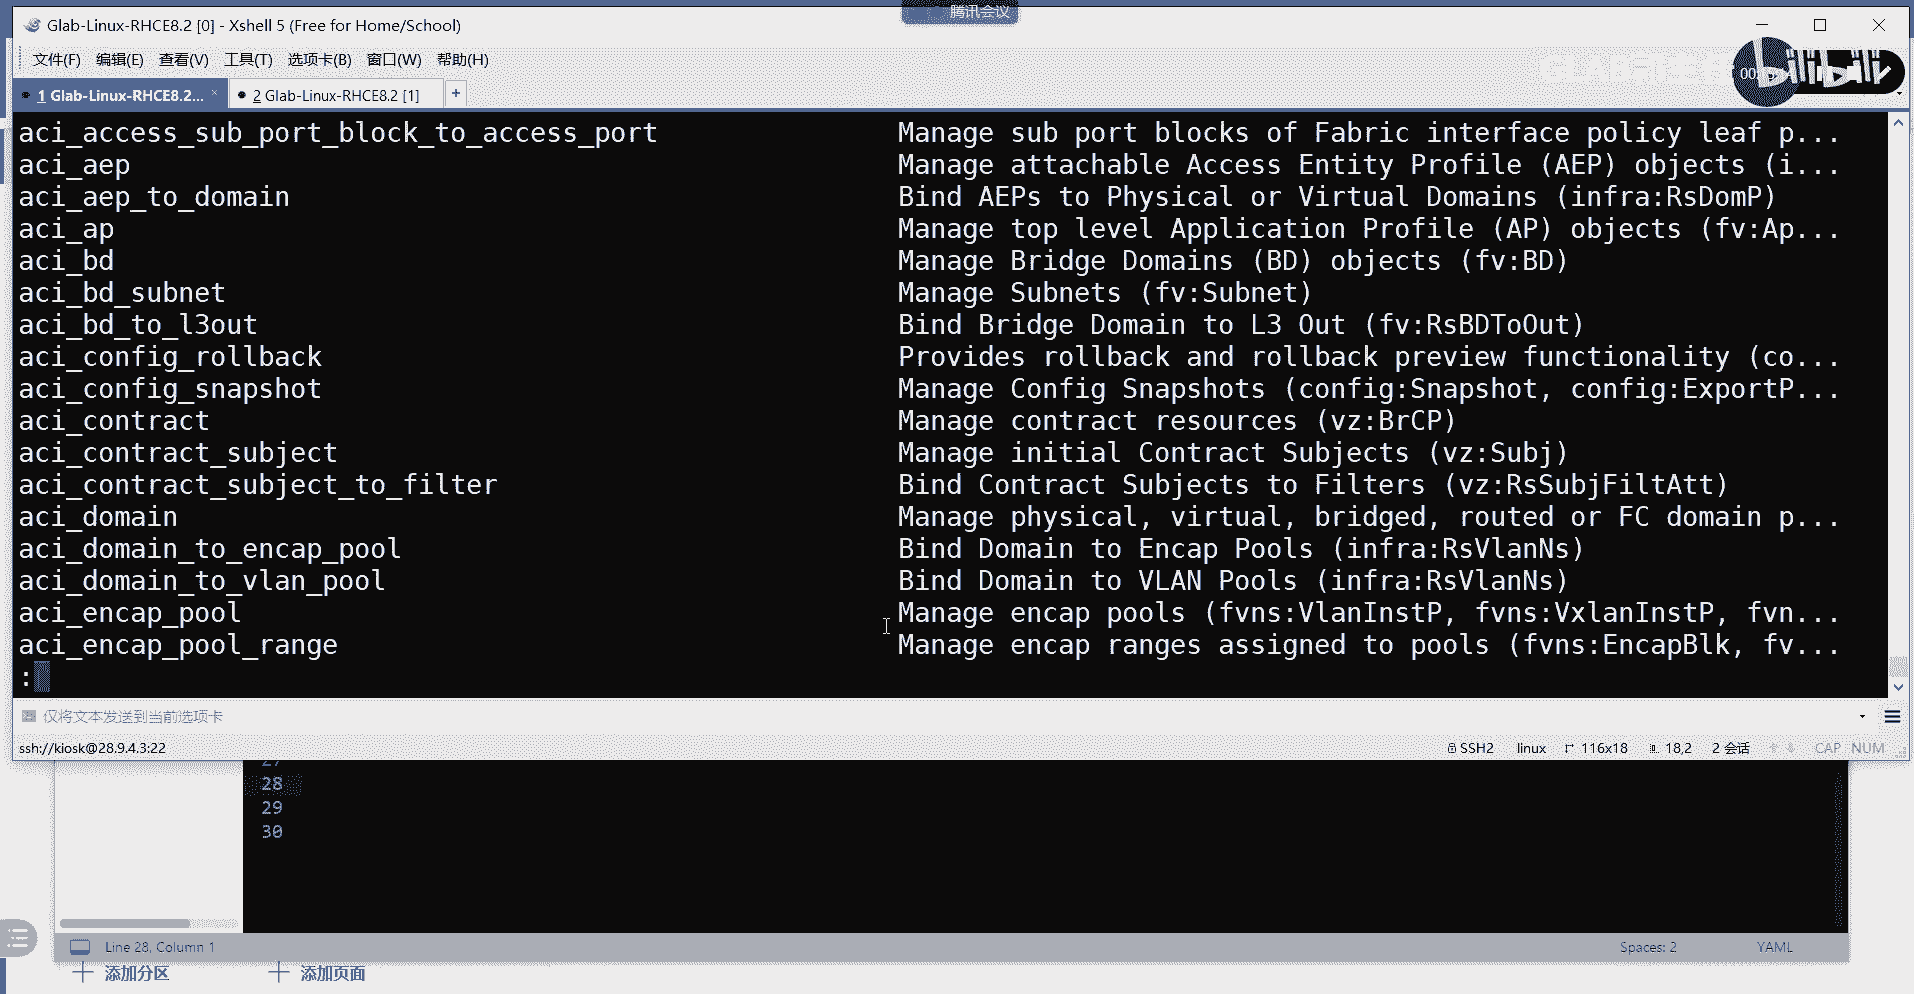 腾讯会议
Glab-Linux-RHCE8.2 [0] - Xshell 5 (Free for Home/School)
文件(F) 编辑(E) 查看(V) 工具(T) 选项卡(B) 窗口(W) 帮助(H)
bilibili
1 Glab-Linux-RHCE8.2... × 2 Glab-Linux-RHCE8.2 [1] +
aci_access_sub_port_block_to_access_port Manage sub port blocks of Fabric interface policy leaf p...
aci_aep Manage attachable Access Entity Profile (AEP) objects (i...
aci_aep_to_domain Bind AEPs to Physical or Virtual Domains (infra:RsDomP)
aci_ap Manage top level Application Profile (AP) objects (fv:Ap...
aci_bd Manage Bridge Domains (BD) objects (fv:BD)
aci_bd_subnet Manage Subnets (fv:Subnet)
aci_bd_to_l3out Bind Bridge Domain to L3 Out (fv:RsBDToOut)
aci_config_rollback Provides rollback and rollback preview functionality (co...
aci_config_snapshot Manage Config Snapshots (config:Snapshot, config:ExportP...
aci_contract Manage contract resources (vz:BrCP)
aci_contract_subject Manage initial Contract Subjects (vz:Subj)
aci_contract_subject_to_filter Bind Contract Subjects to Filters (vz:RsSubjFiltAtt)
aci_domain Manage physical, virtual, bridged, routed or FC domain p...
aci_domain_to_encap_pool Bind Domain to Encap Pools (infra:RsVlanNs)
aci_domain_to_vlan_pool Bind Domain to VLAN Pools (infra:RsVlanNs)
aci_encap_pool Manage encap pools (fvns:VlanInstP, fvns:VxlanInstP, fvn...
aci_encap_pool_range Manage encap ranges assigned to pools (fvns:EncapBlk, fv...
:
仅将文本发送到当前选项卡
ssh://kiosk@28.9.4.3:22 SSH2 linux 116x18 18,2 2 会话 CAP NUM
27
28
29
30
Line 28, Column 1 Spaces: 2 YAML
添加分区 添加页面